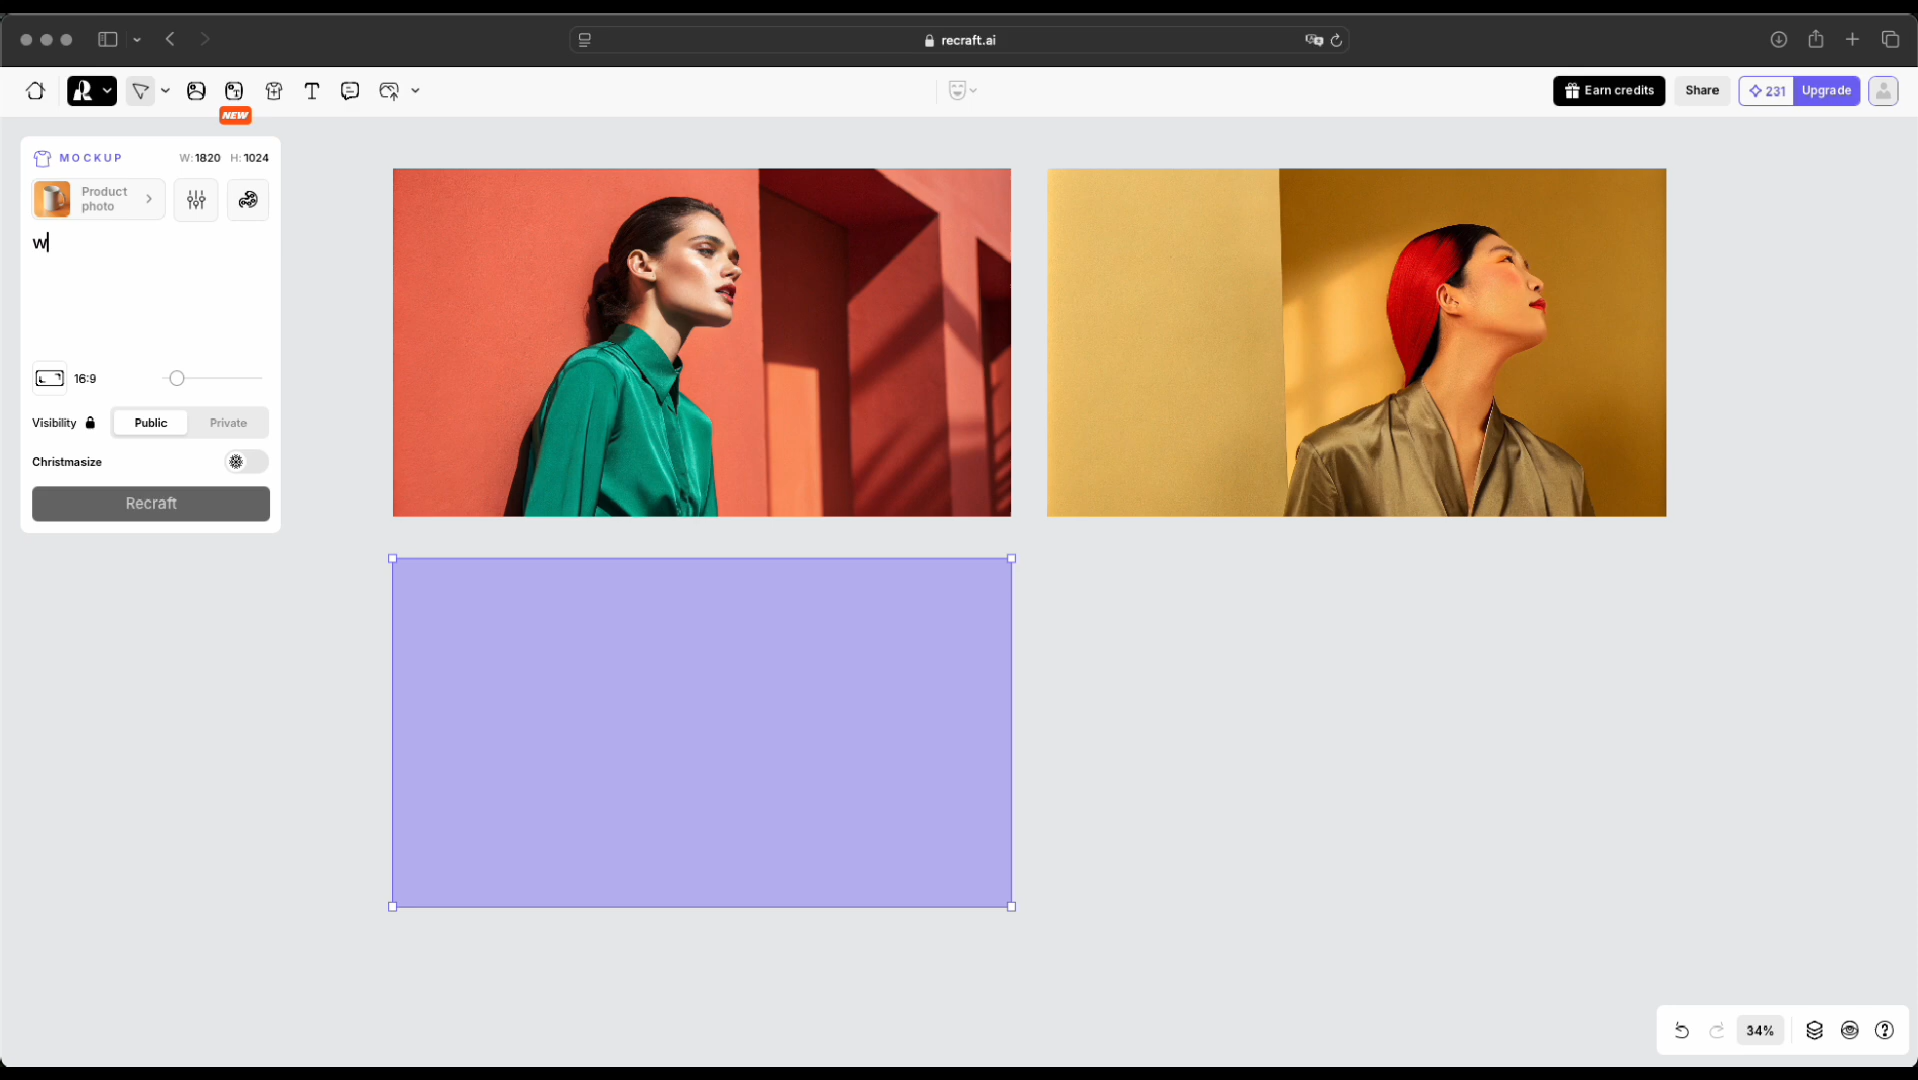 recraft.ai
NEW
Earn credits
Share
231
Upgrade
MOCKUP
W: 1820 H: 1024
Product
photo
W
16:9
Visibility
Public
Private
Christmasize
Recraft
34%